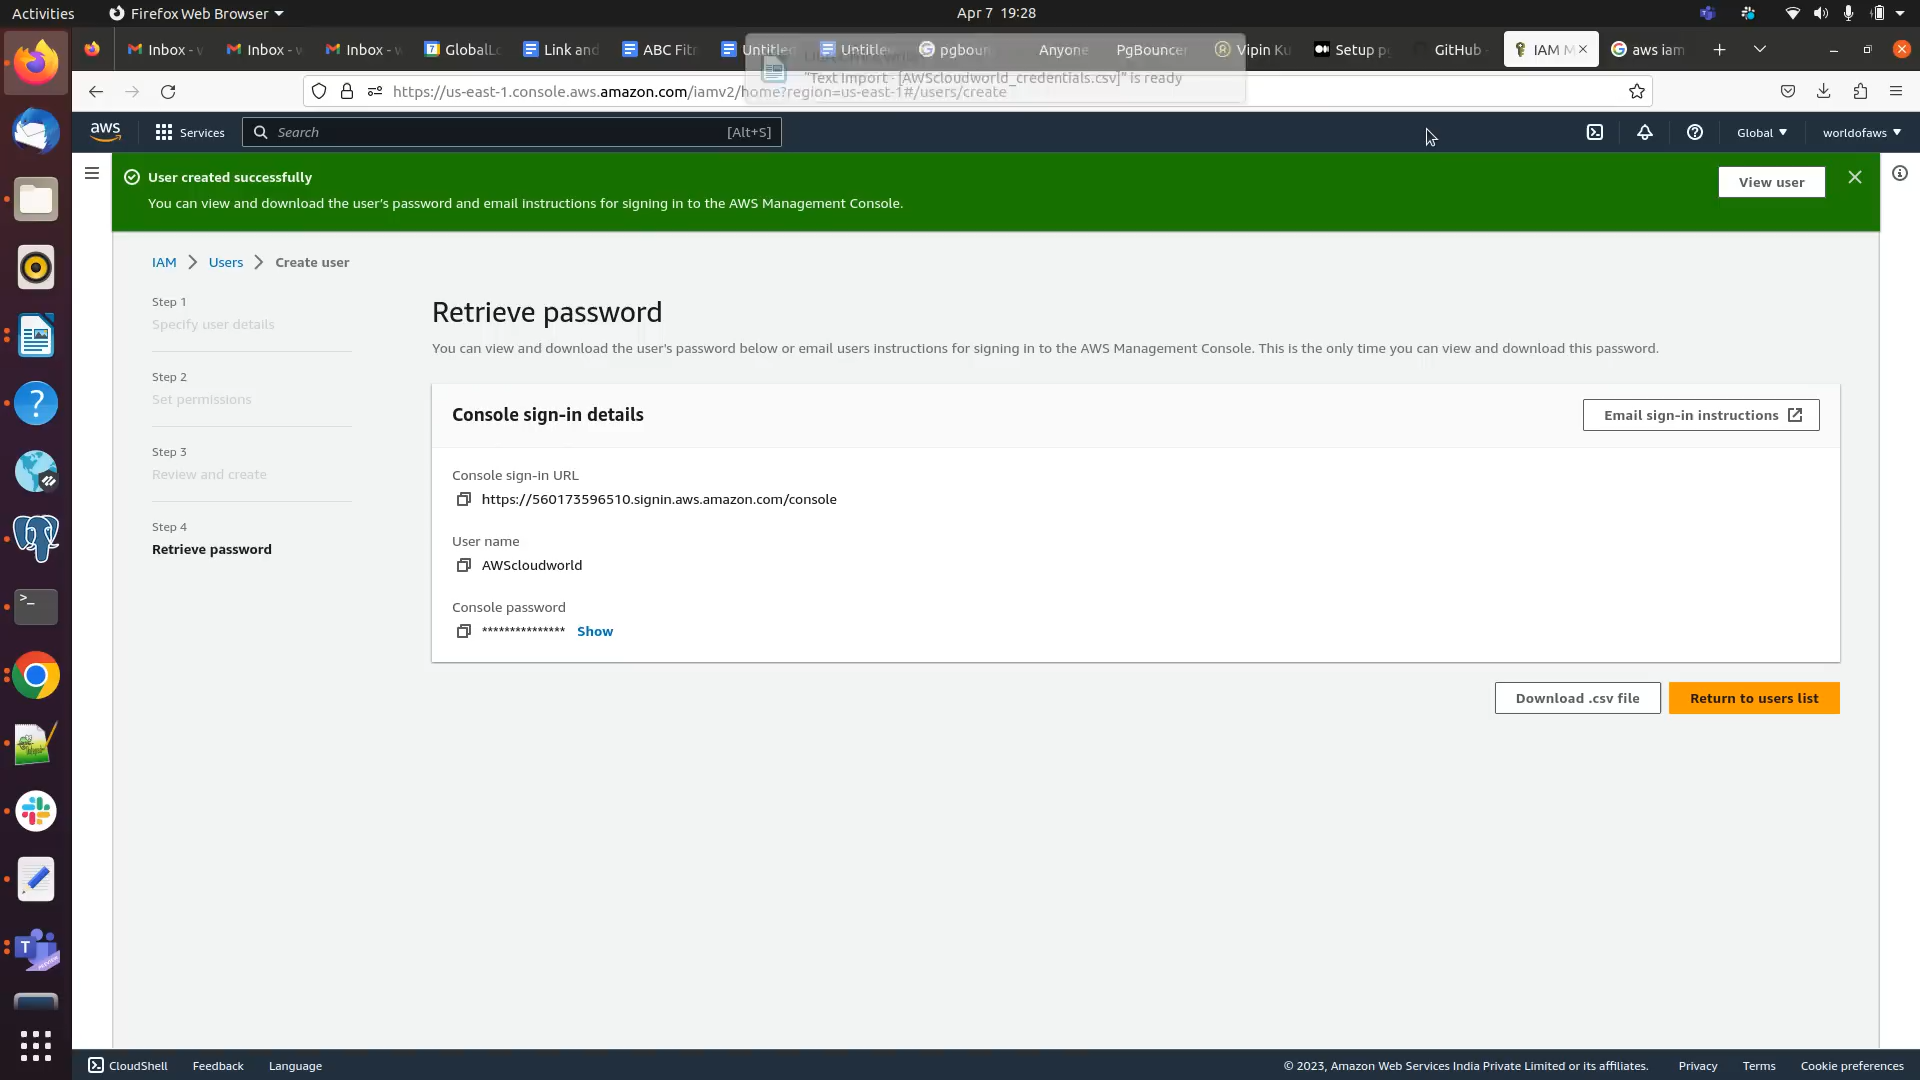 Activities
Firefox Web Browser
Apr 7 19:28
Inbox -
Inbox -
Inbox -
GlobalLo
Link and
ABC Fitn
Untitle
Untitle
pgboun
Anyone
PgBouncer
Vipin Ku
Setup pg
GitHub
IAM M
aws iam
"Text Import - [AWScloudworld_credentials.csv]" is ready
https://us-east-1.console.aws.amazon.com/iamv2/home?region=us-east-1#/users/create
aws
Services
Search
[Alt+S]
Global
worldofaws
User created successfully
You can view and download the user's password and email instructions for signing in to the AWS Management Console.
View user
IAM
Users
Create user
Step 1
Specify user details
Step 2
Set permissions
Step 3
Review and create
Step 4
Retrieve password
Retrieve password
You can view and download the user's password below or email users instructions for signing in to the AWS Management Console. This is the only time you can view and download this password.
Console sign-in details
Email sign-in instructions
Console sign-in URL
https://560173596510.signin.aws.amazon.com/console
User name
AWScloudworld
Console password
*************** Show
Download .csv file
Return to users list
CloudShell
Feedback
Language
© 2023, Amazon Web Services India Private Limited or its affiliates.
Privacy
Terms
Cookie preferences